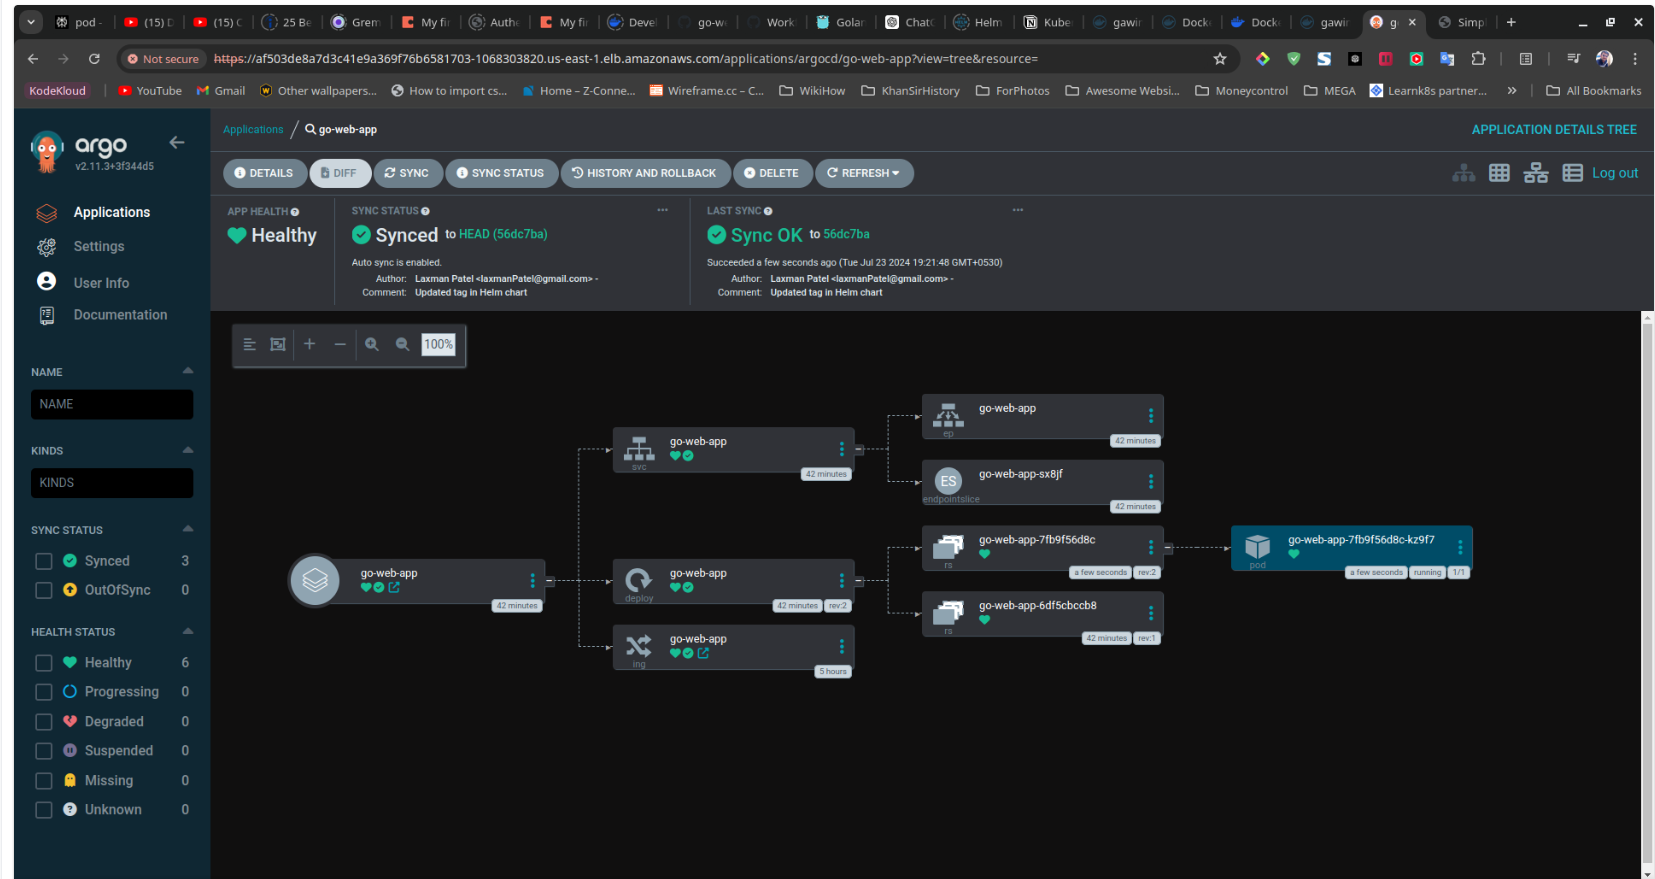 pod -
(15) D
(15) C
25 Be
Grem
My fir
Authe
My fir
Devel
go-we
Work
Golar
ChatG
Helm
Kube
gawir
Docke
Docke
gawir
g
Simpl
Not secure
https://af503de8a7d3c41e9a369f76b6581703-1068303820.us-east-1.elb.amazonaws.com/applications/argocd/go-web-app?view=tree&resource=
KodeKloud
YouTube
Gmail
Other wallpapers...
How to import cs...
Home – Z-Conne...
Wireframe.cc – C...
WikiHow
KhanSirHistory
ForPhotos
Awesome Websi...
Moneycontrol
MEGA
Learnk8s partner...
»
All Bookmarks
argo
v2.11.3+3f344d5
Applications
Settings
User Info
Documentation
NAME
NAME
KINDS
KINDS
SYNC STATUS
Synced 3
OutOfSync 0
HEALTH STATUS
Healthy 6
Progressing 0
Degraded 0
Suspended 0
Missing 0
Unknown 0
Applications / go-web-app
APPLICATION DETAILS TREE
DETAILS
DIFF
SYNC
SYNC STATUS
HISTORY AND ROLLBACK
DELETE
REFRESH
Log out
APP HEALTH
Healthy
SYNC STATUS
Synced to HEAD (56dc7ba)
Auto sync is enabled.
Author: Laxman Patel <laxmanPatel@gmail.com> -
Comment: Updated tag in Helm chart
LAST SYNC
Sync OK to 56dc7ba
Succeeded a few seconds ago (Tue Jul 23 2024 19:21:48 GMT+0530)
Author: Laxman Patel <laxmanPatel@gmail.com> -
Comment: Updated tag in Helm chart
100%
go-web-app
42 minutes
go-web-app
svc
42 minutes
go-web-app
deploy
42 minutes rev:2
go-web-app
ing
5 hours
go-web-app
ep
42 minutes
ES
go-web-app-sx8jf
endpointslice
42 minutes
go-web-app-7fb9f56d8c
rs
a few seconds rev:2
go-web-app-6df5cbccb8
rs
42 minutes rev:1
go-web-app-7fb9f56d8c-kz9f7
pod
a few seconds running 1/1